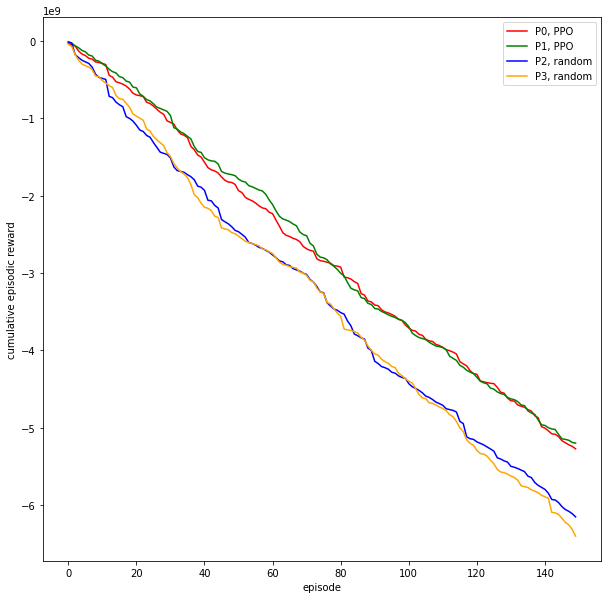 1e9
P0, PPO
P1, PPO
P2, random
P3, random
0
−1
−2
−3
−4
−5
−6
cumulative episodic reward
0 20 40 60 80 100 120 140
episode